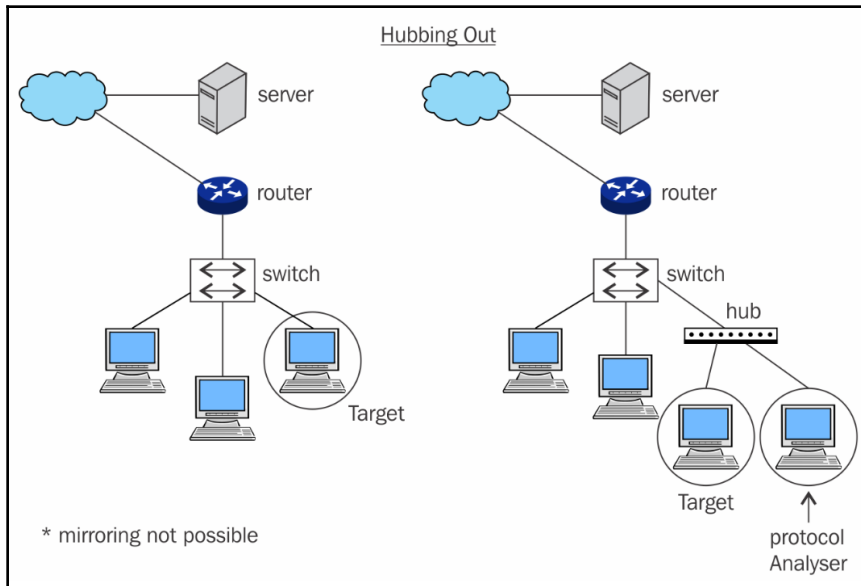 Hubbing Out
server
router
switch
Target
* mirroring not possible
server
router
switch
hub
Target
protocol
Analyser